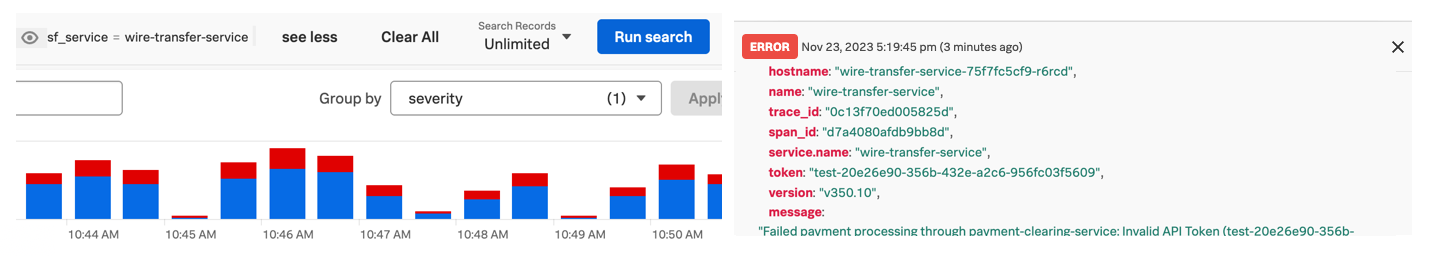 sf_service = wire-transfer-service see less Clear All Search Records Unlimited Run search
Group by severity (1)
10:44 AM 10:45 AM 10:46 AM 10:47 AM 10:48 AM 10:49 AM 10:50 AM
ERROR Nov 23, 2023 5:19:45 pm (3 minutes ago)
hostname: "wire-transfer-service-75f7fc5cf9-r6rcd",
name: "wire-transfer-service",
trace_id: "0c13f70ed005825d",
span_id: "d7a4080afdb9bb8d",
service.name: "wire-transfer-service",
token: "test-20e26e90-356b-432e-a2c6-956fc03f5609",
version: "v350.10",
message:
"Failed payment processing through payment-clearing-service: Invalid API Token (test-20e26e90-356b-